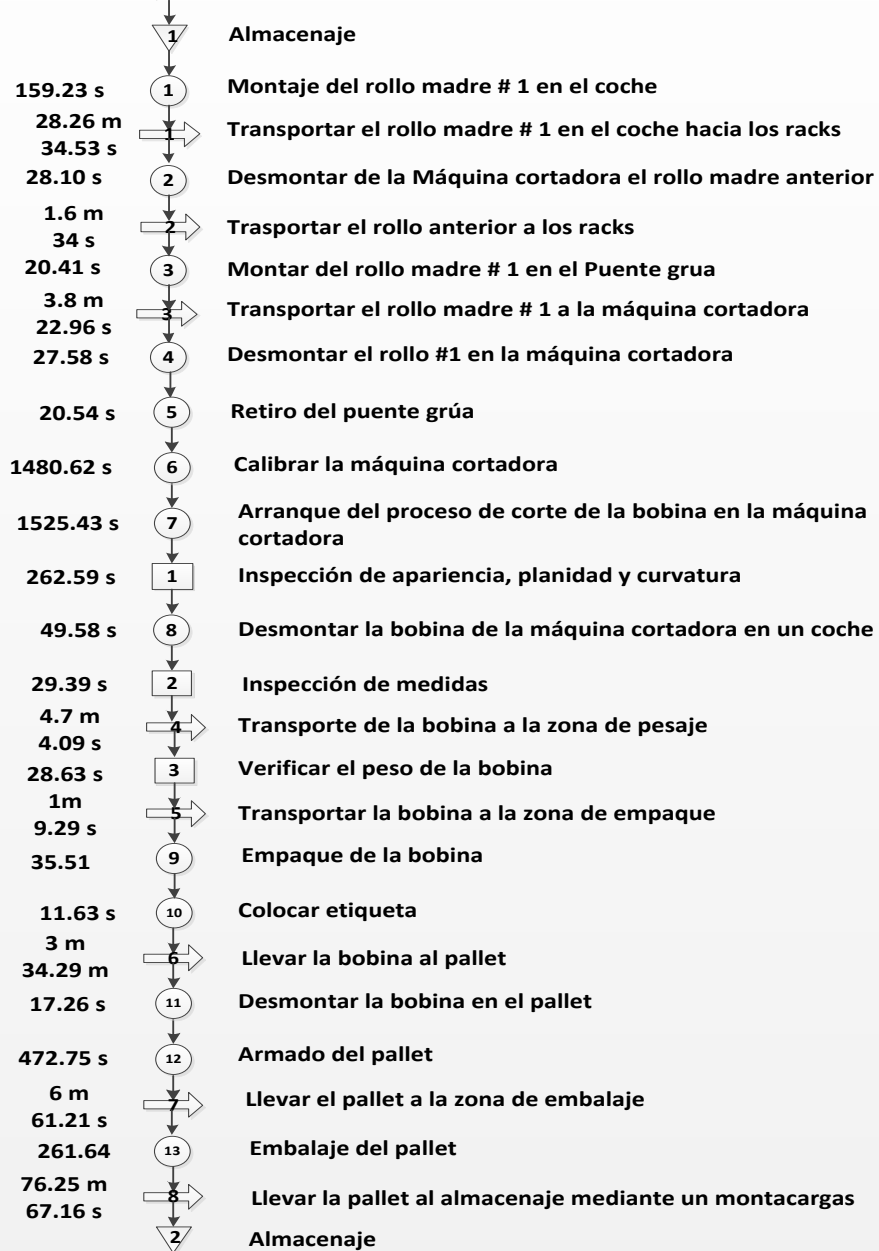 1 Almacenaje
159.23 s 1 Montaje del rollo madre # 1 en el coche
28.26 m
34.53 s 1 Transportar el rollo madre # 1 en el coche hacia los racks
28.10 s 2 Desmontar de la Máquina cortadora el rollo madre anterior
1.6 m
34 s 2 Trasportar el rollo anterior a los racks
20.41 s 3 Montar del rollo madre # 1 en el Puente grua
3.8 m
22.96 s 3 Transportar el rollo madre # 1 a la máquina cortadora
27.58 s 4 Desmontar el rollo #1 en la máquina cortadora
20.54 s 5 Retiro del puente grúa
1480.62 s 6 Calibrar la máquina cortadora
1525.43 s 7 Arranque del proceso de corte de la bobina en la máquina
cortadora
262.59 s 1 Inspección de apariencia, planidad y curvatura
49.58 s 8 Desmontar la bobina de la máquina cortadora en un coche
29.39 s 2 Inspección de medidas
4.7 m
4.09 s 4 Transporte de la bobina a la zona de pesaje
28.63 s 3 Verificar el peso de la bobina
1m
9.29 s 5 Transportar la bobina a la zona de empaque
35.51 9 Empaque de la bobina
11.63 s 10 Colocar etiqueta
3 m
34.29 m 6 Llevar la bobina al pallet
17.26 s 11 Desmontar la bobina en el pallet
472.75 s 12 Armado del pallet
6 m
61.21 s 7 Llevar el pallet a la zona de embalaje
261.64 13 Embalaje del pallet
76.25 m
67.16 s 8 Llevar la pallet al almacenaje mediante un montacargas
2 Almacenaje